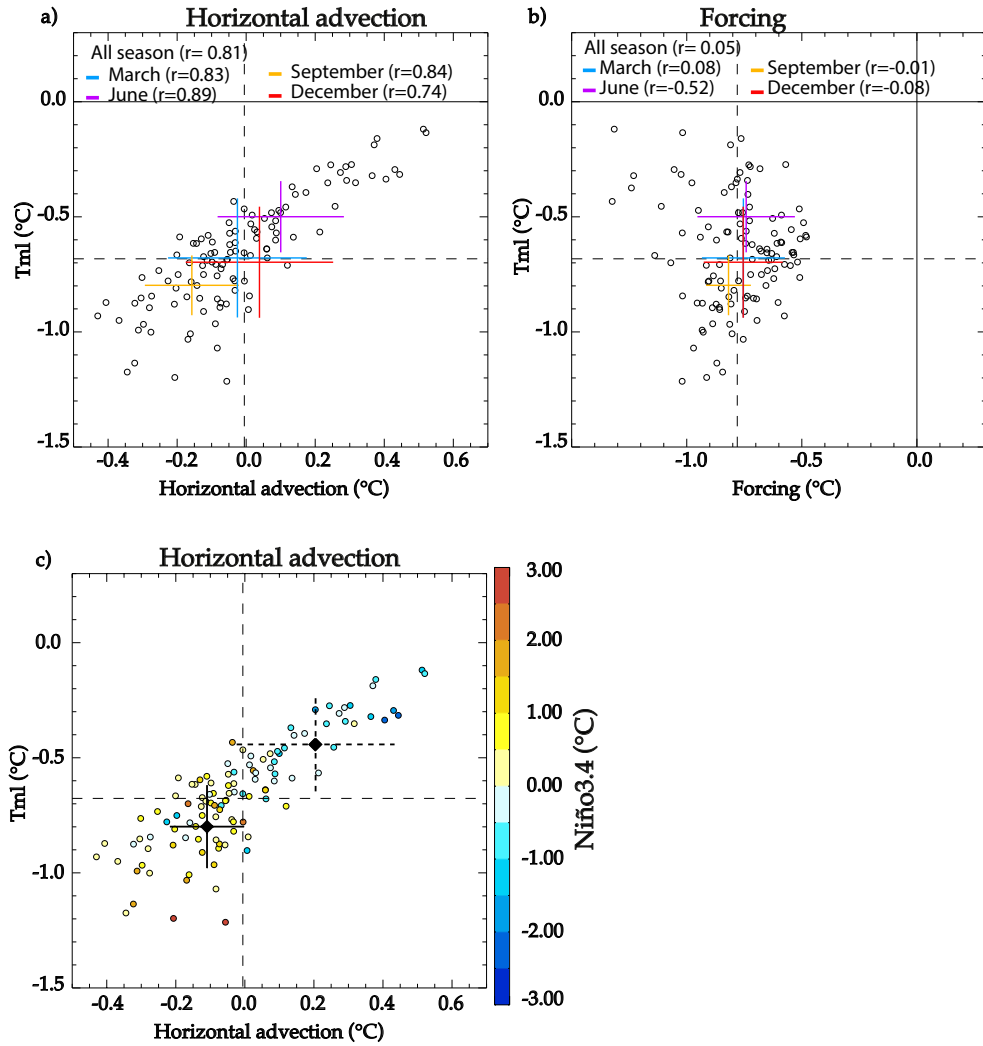 a) Horizontal advection
All season (r= 0.81)
March (r=0.83) September (r=0.84)
June (r=0.89) December (r=0.74)
0.0
-0.5
-1.0
-1.5
Tml (°C)
-0.4 -0.2 0.0 0.2 0.4 0.6
Horizontal advection (°C)
b) Forcing
All season (r= 0.05)
March (r=0.08) September (r=-0.01)
June (r=-0.52) December (r=-0.08)
0.0
-0.5
-1.0
-1.5
Tml (°C)
-1.0 -0.5 0.0
Forcing (°C)
c) Horizontal advection
0.0
-0.5
-1.0
-1.5
Tml (°C)
-0.4 -0.2 0.0 0.2 0.4 0.6
Horizontal advection (°C)
3.00
2.00
1.00
0.00
-1.00
-2.00
-3.00
Niño3.4 (°C)